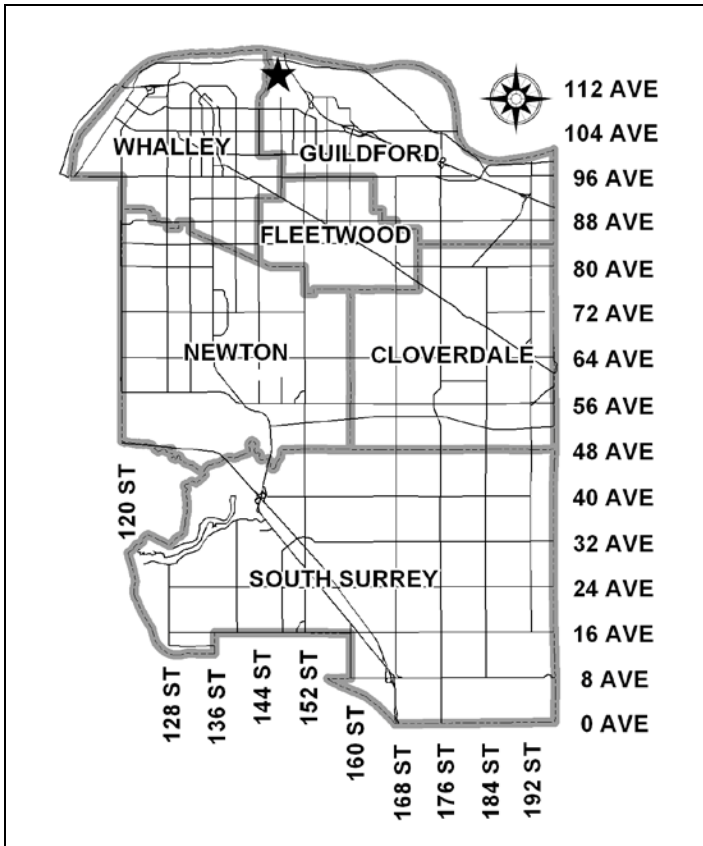 112 AVE
104 AVE
WHALLEY
GUILDFORD
96 AVE
88 AVE
FLEETWOOD
80 AVE
72 AVE
NEWTON
CLOVERDALE
64 AVE
56 AVE
48 AVE
120 ST
40 AVE
32 AVE
SOUTH SURREY
24 AVE
16 AVE
128 ST
136 ST
144 ST
152 ST
160 ST
168 ST
176 ST
184 ST
192 ST
8 AVE
0 AVE